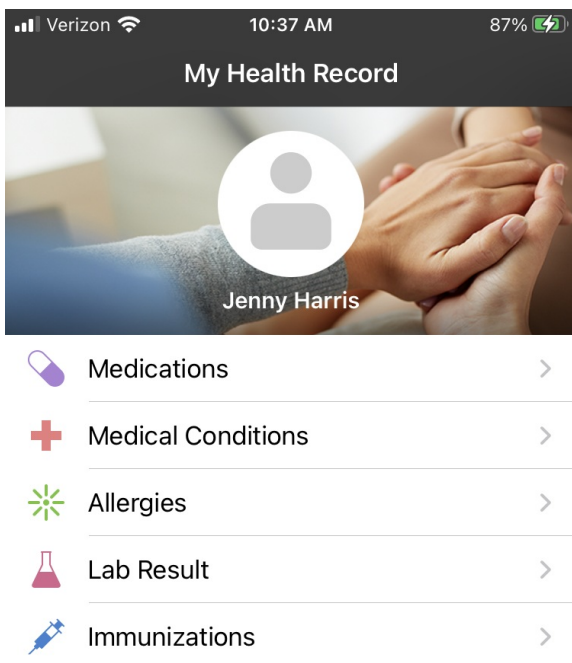 Verizon 10:37 AM 87%
My Health Record
Jenny Harris
Medications
Medical Conditions
Allergies
Lab Result
Immunizations